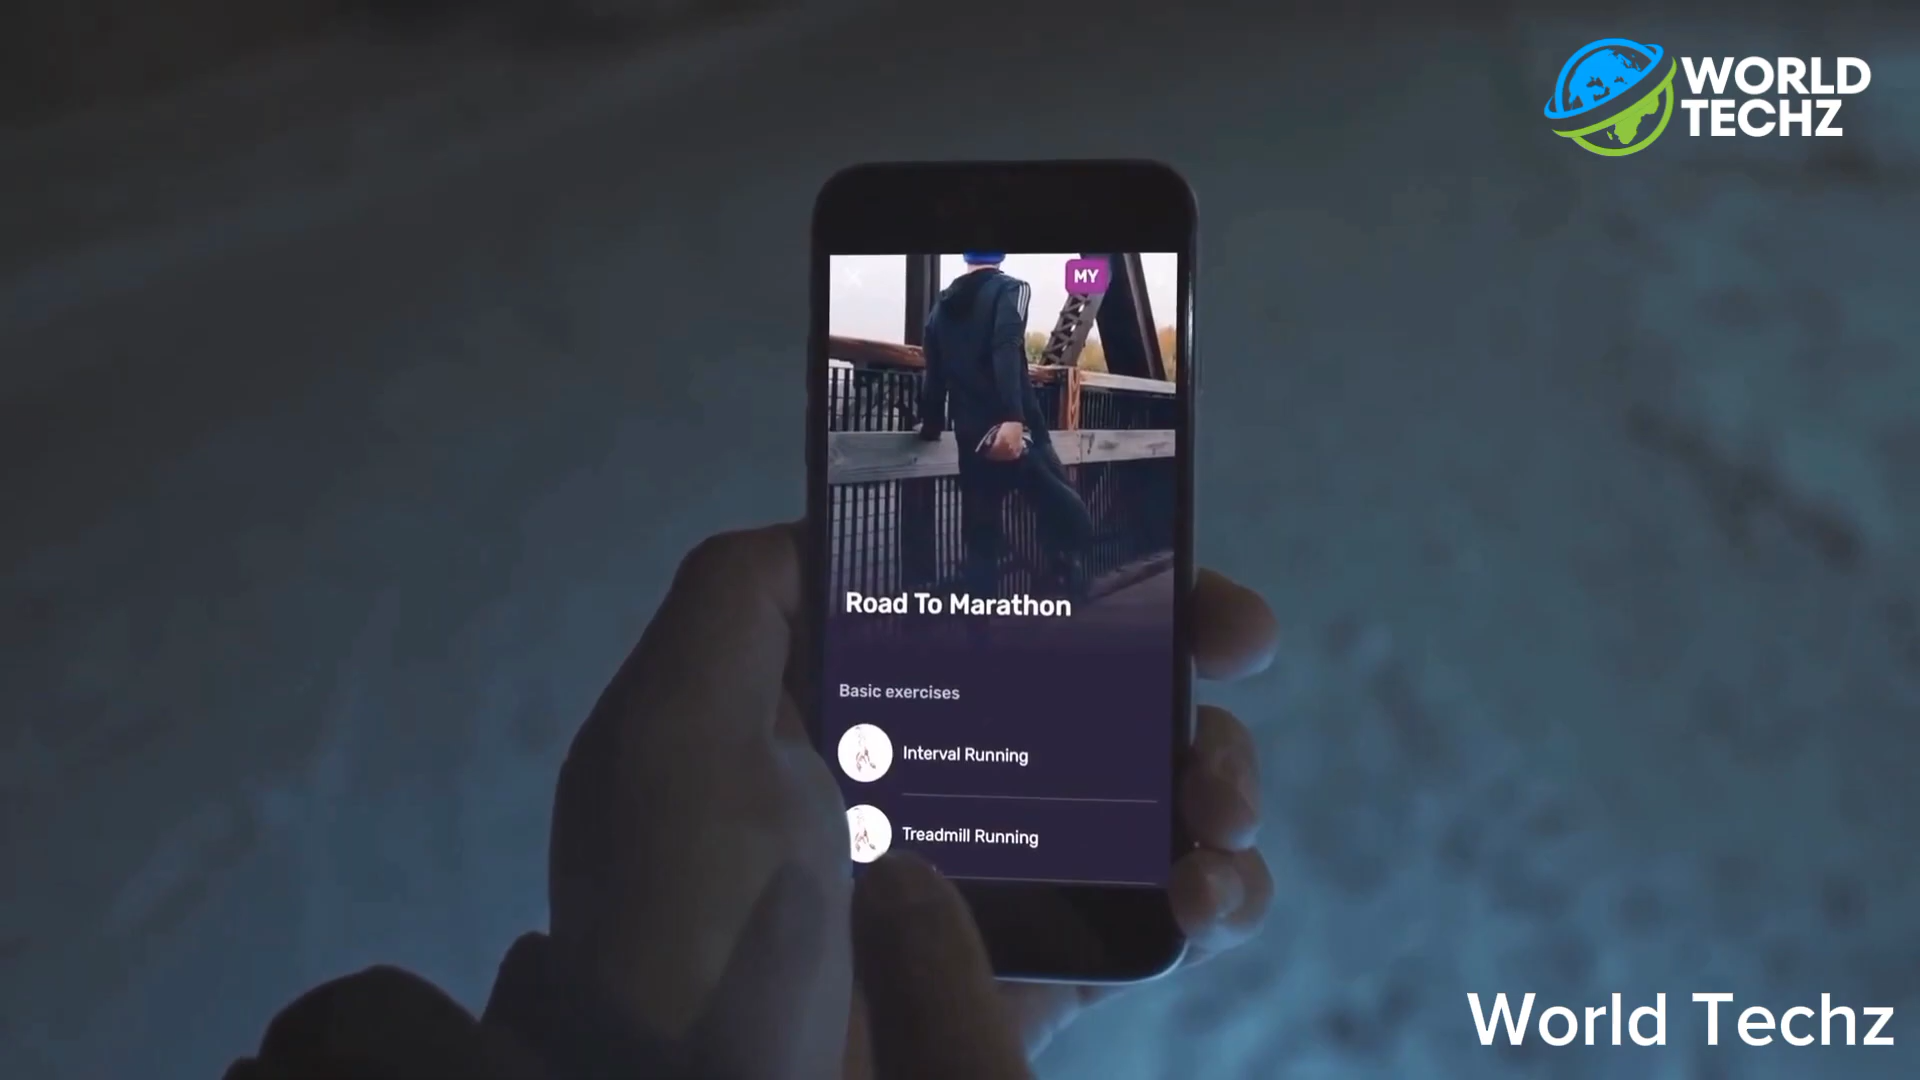 WORLD
TECHZ
MY
Road To Marathon
Basic exercises
Interval Running
Treadmill Running
World Techz